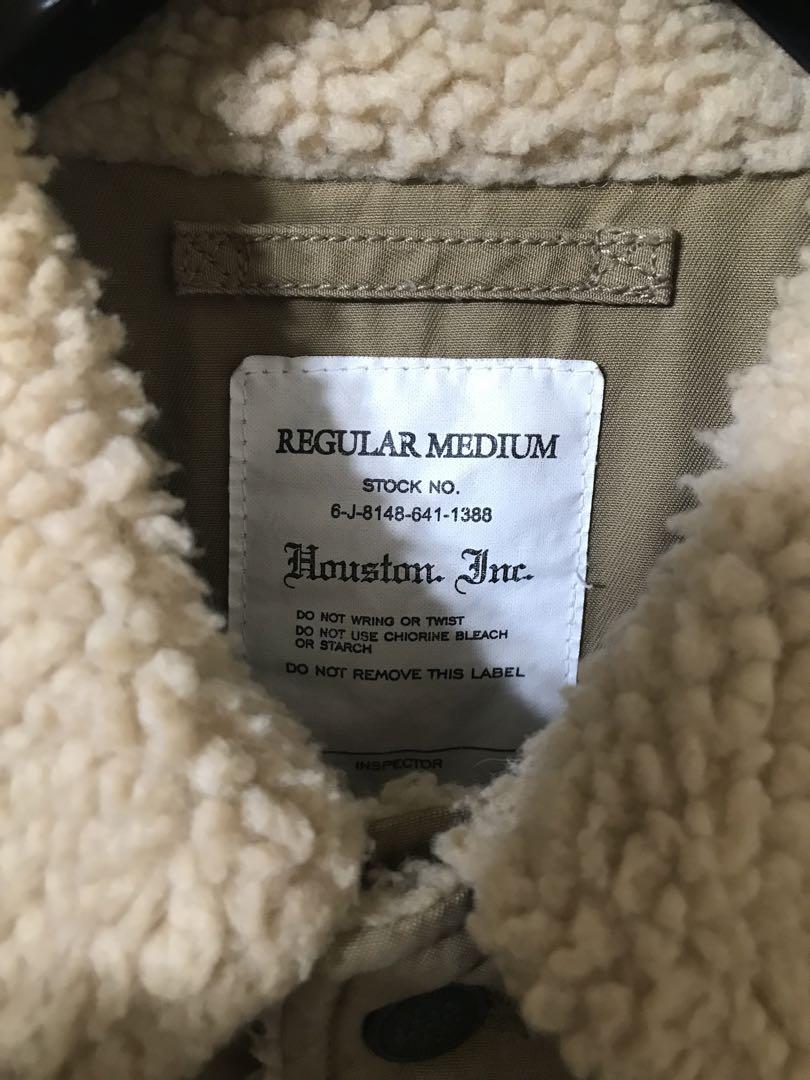 REGULAR MEDIUM
STOCK NO.
6-J-8148-641-1388
Houston. Inc.
DO NOT WRING OR TWIST
DO NOT USE CHIORINE BLEACH
OR STARCH
DO NOT REMOVE THIS LABEL
INSPECTOR